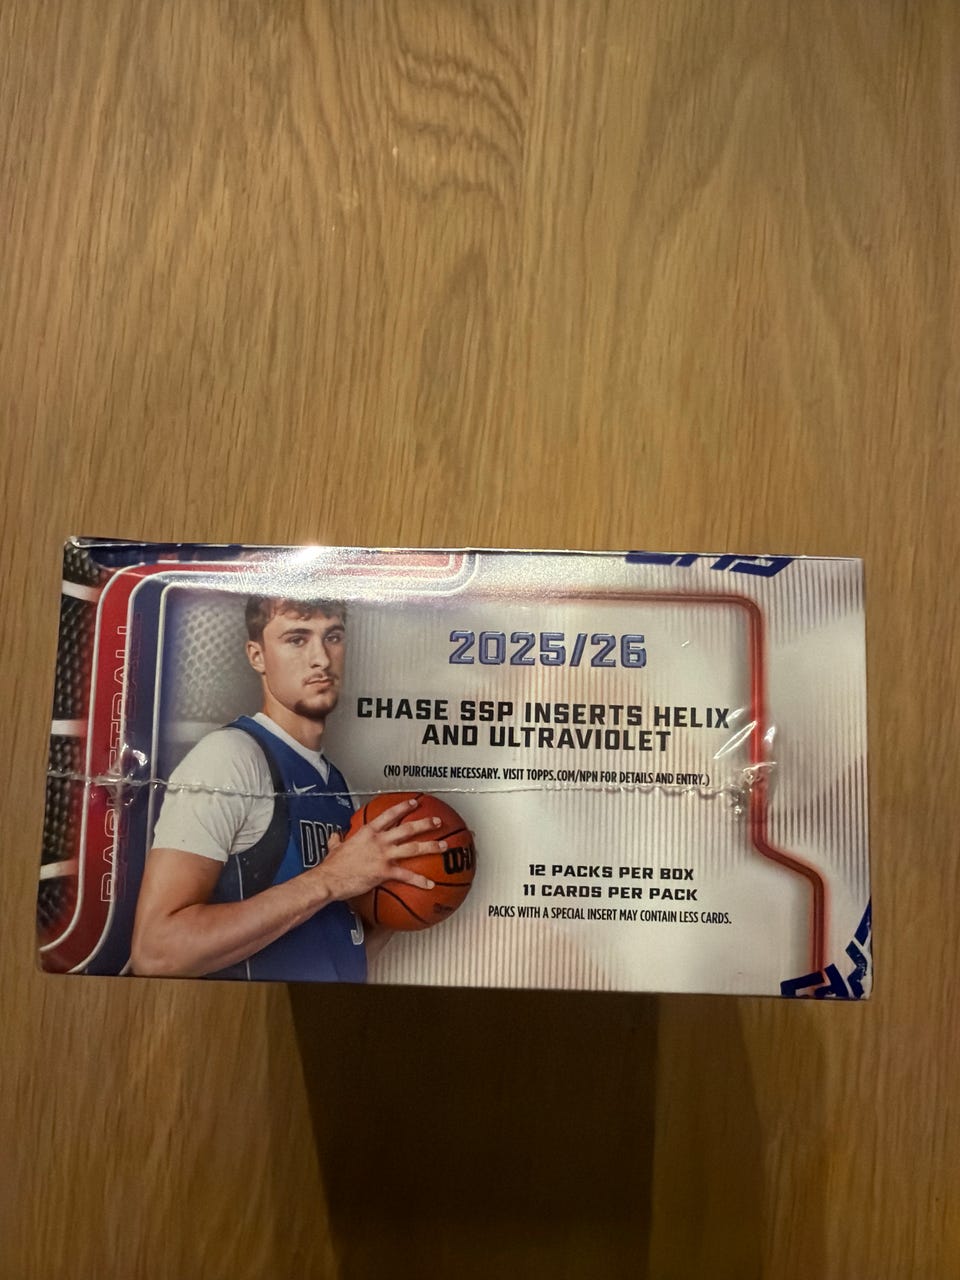 2025/26
CHASE SSP INSERTS HELIX
AND ULTRAVIOLET
(NO PURCHASE NECESSARY. VISIT TOPPS.COM/NPN FOR DETAILS AND ENTRY.)
12 PACKS PER BOX
11 CARDS PER PACK
PACKS WITH A SPECIAL INSERT MAY CONTAIN LESS CARDS.
BASKETBALL